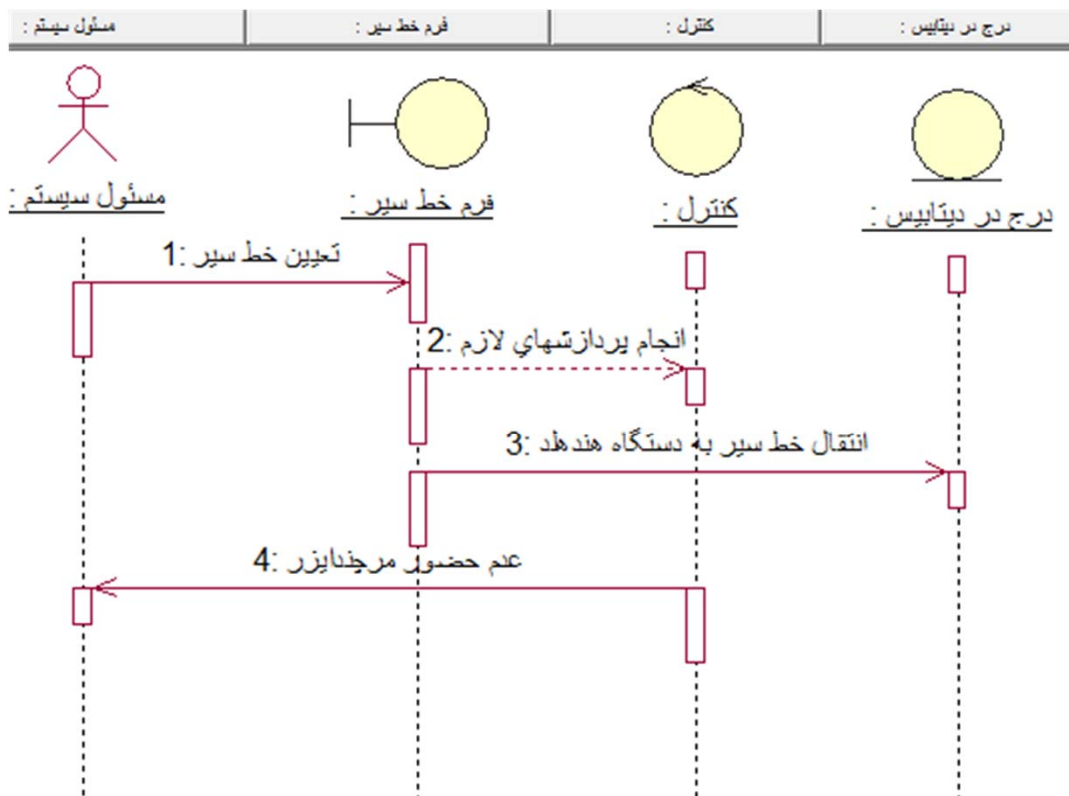 مسئول سیستم :
فرم خط سیر :
کنترل :
درج در دیتابیس :
مسئول سیستم :
فرم خط سیر :
کنترل :
درج در دیتابیس :
1: تعیین خط سیر
2: انجام پردازشهاي لازم
3: انتقال خط سیر به دستگاه هندهلد
4: عدم حضور مرچندایزر